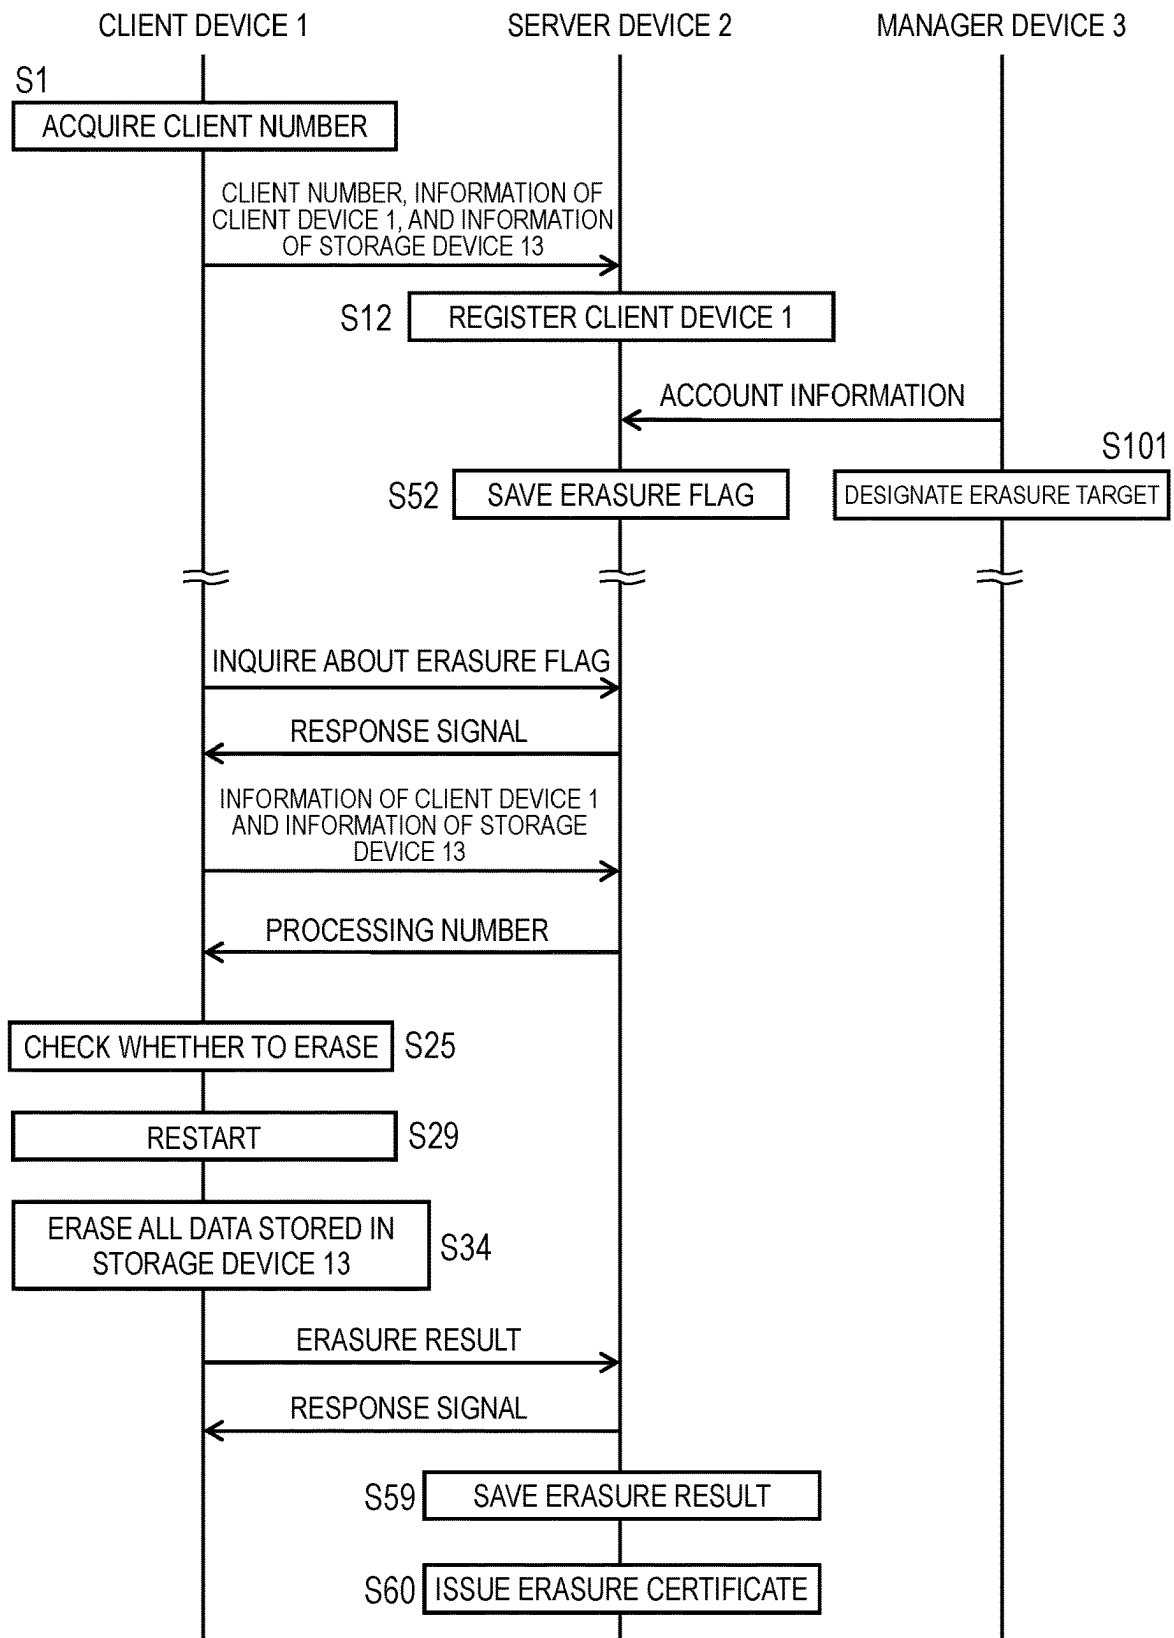 CLIENT DEVICE 1
SERVER DEVICE 2
MANAGER DEVICE 3
S1
ACQUIRE CLIENT NUMBER
CLIENT NUMBER, INFORMATION OF
CLIENT DEVICE 1, AND INFORMATION
OF STORAGE DEVICE 13
S12
REGISTER CLIENT DEVICE 1
ACCOUNT INFORMATION
S101
S52
SAVE ERASURE FLAG
DESIGNATE ERASURE TARGET
INQUIRE ABOUT ERASURE FLAG
RESPONSE SIGNAL
INFORMATION OF CLIENT DEVICE 1
AND INFORMATION OF STORAGE
DEVICE 13
PROCESSING NUMBER
CHECK WHETHER TO ERASE
S25
RESTART
S29
ERASE ALL DATA STORED IN
STORAGE DEVICE 13
S34
ERASURE RESULT
RESPONSE SIGNAL
S59
SAVE ERASURE RESULT
S60
ISSUE ERASURE CERTIFICATE